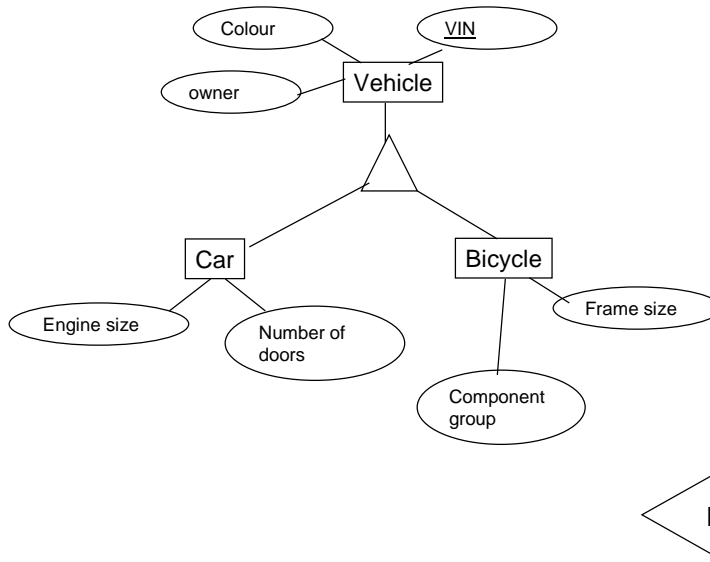 Colour
VIN
owner
Vehicle
Car
Bicycle
Engine size
Number of
doors
Frame size
Component
group